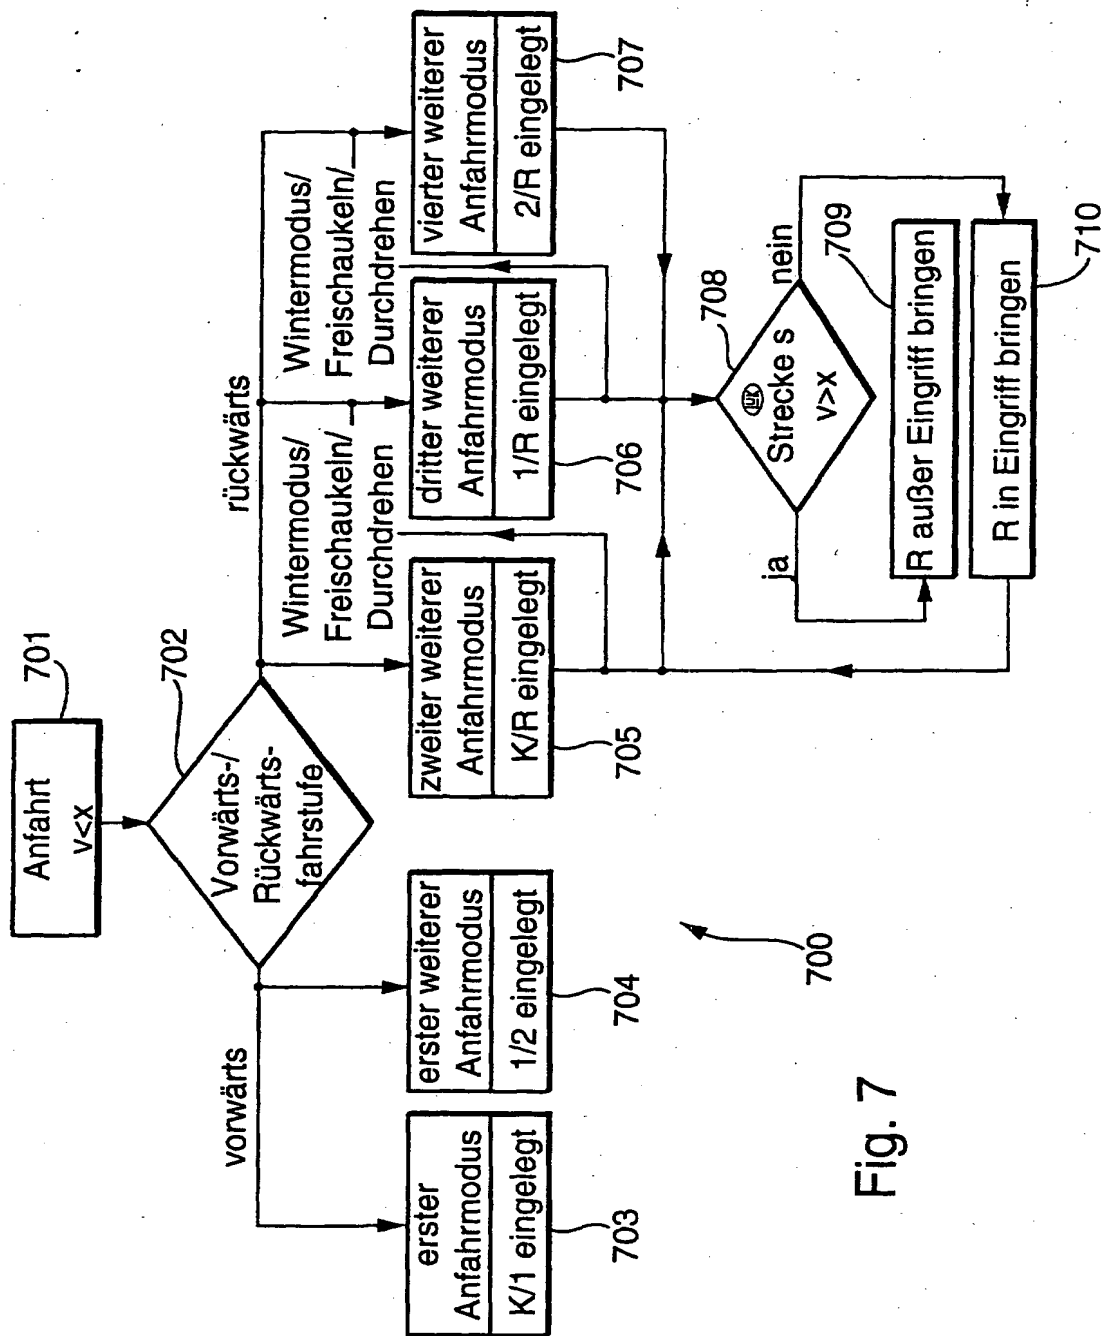 Anfahrt
v<x
701
Vorwärts-/
Rückwärts-
fahrstufe
702
vorwärts
rückwärts
erster
Anfahrmodus
K/1 eingelegt
703
erster weiterer
Anfahrmodus
1/2 eingelegt
704
zweiter weiterer
Anfahrmodus
K/R eingelegt
705
Wintermodus/
Freischaukeln/
Durchdrehen
dritter weiterer
Anfahrmodus
1/R eingelegt
706
Wintermodus/
Freischaukeln/
Durchdrehen
vierter weiterer
Anfahrmodus
2/R eingelegt
707
LuK
Strecke s
v>x
708
ja
nein
R außer Eingriff bringen
709
R in Eingriff bringen
710
700
Fig. 7